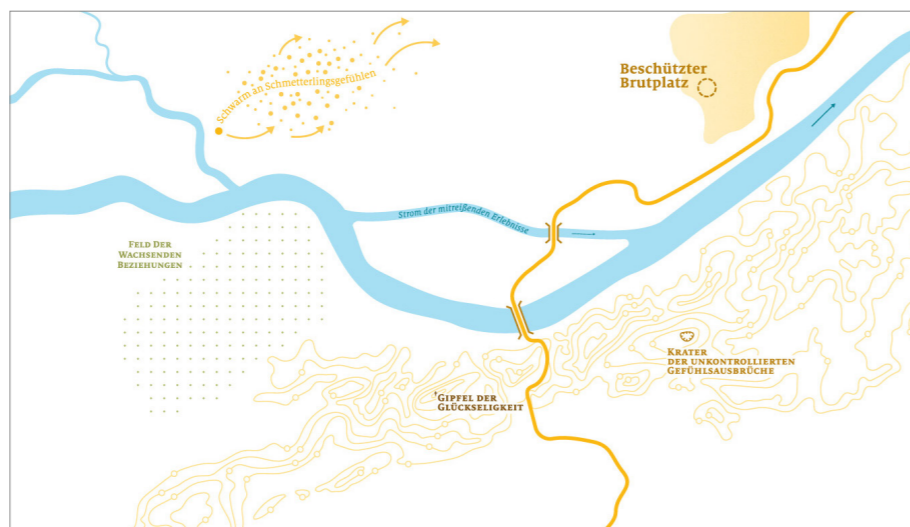 Schwarm an Schmetterlingsgefühlen
Beschützter
Brutplatz
Strom der mitreißenden Erlebnisse
Feld Der
Wachsenden
Beziehungen
Krater
der unkontrollierten
Gefühlsausbrüche
Gipfel der
Glückseligkeit